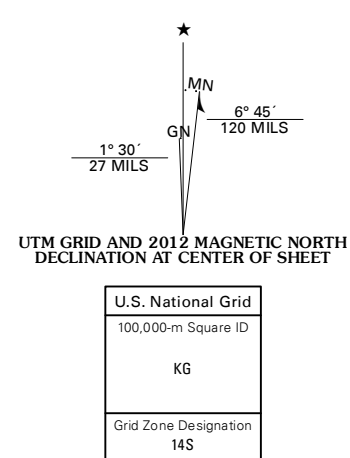 ★
MN
GN
6° 45´
120 MILS
1° 30´
27 MILS
UTM GRID AND 2012 MAGNETIC NORTH
DECLINATION AT CENTER OF SHEET
U.S. National Grid
100,000-m Square ID
KG
Grid Zone Designation
14S